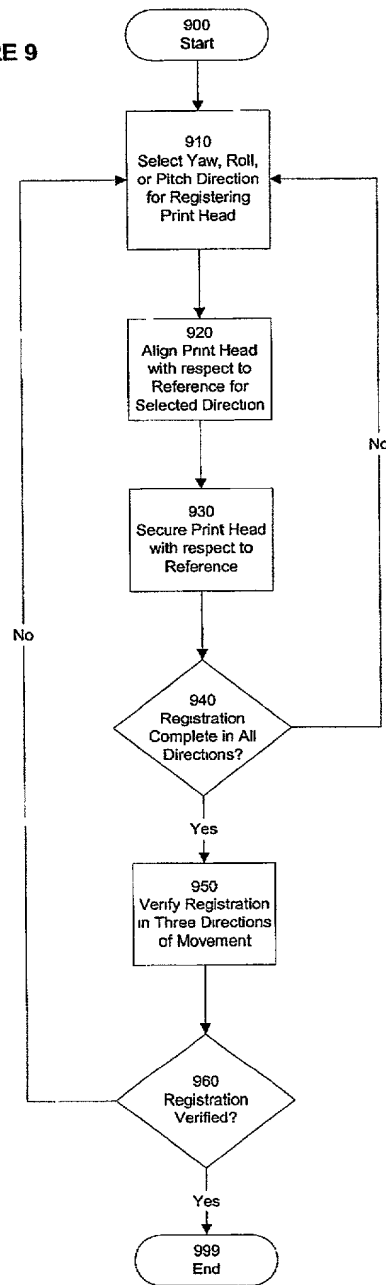 RE 9
900
Start
910
Select Yaw, Roll,
or Pitch Direction
for Registering
Print Head
920
Align Print Head
with respect to
Reference for
Selected Direction
No
930
Secure Print Head
with respect to
Reference
No
940
Registration
Complete in All
Directions?
Yes
950
Verify Registration
in Three Directions
of Movement
960
Registration
Verified?
Yes
999
End